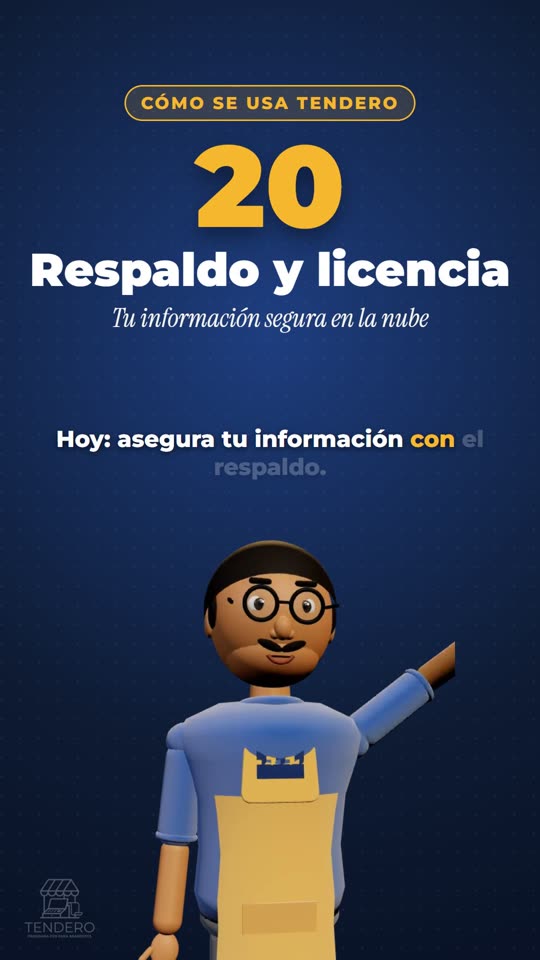 CÓMO SE USA TENDERO
20
Respaldo y licencia
Tu información segura en la nube
Hoy: asegura tu información con el
respaldo.
TENDERO